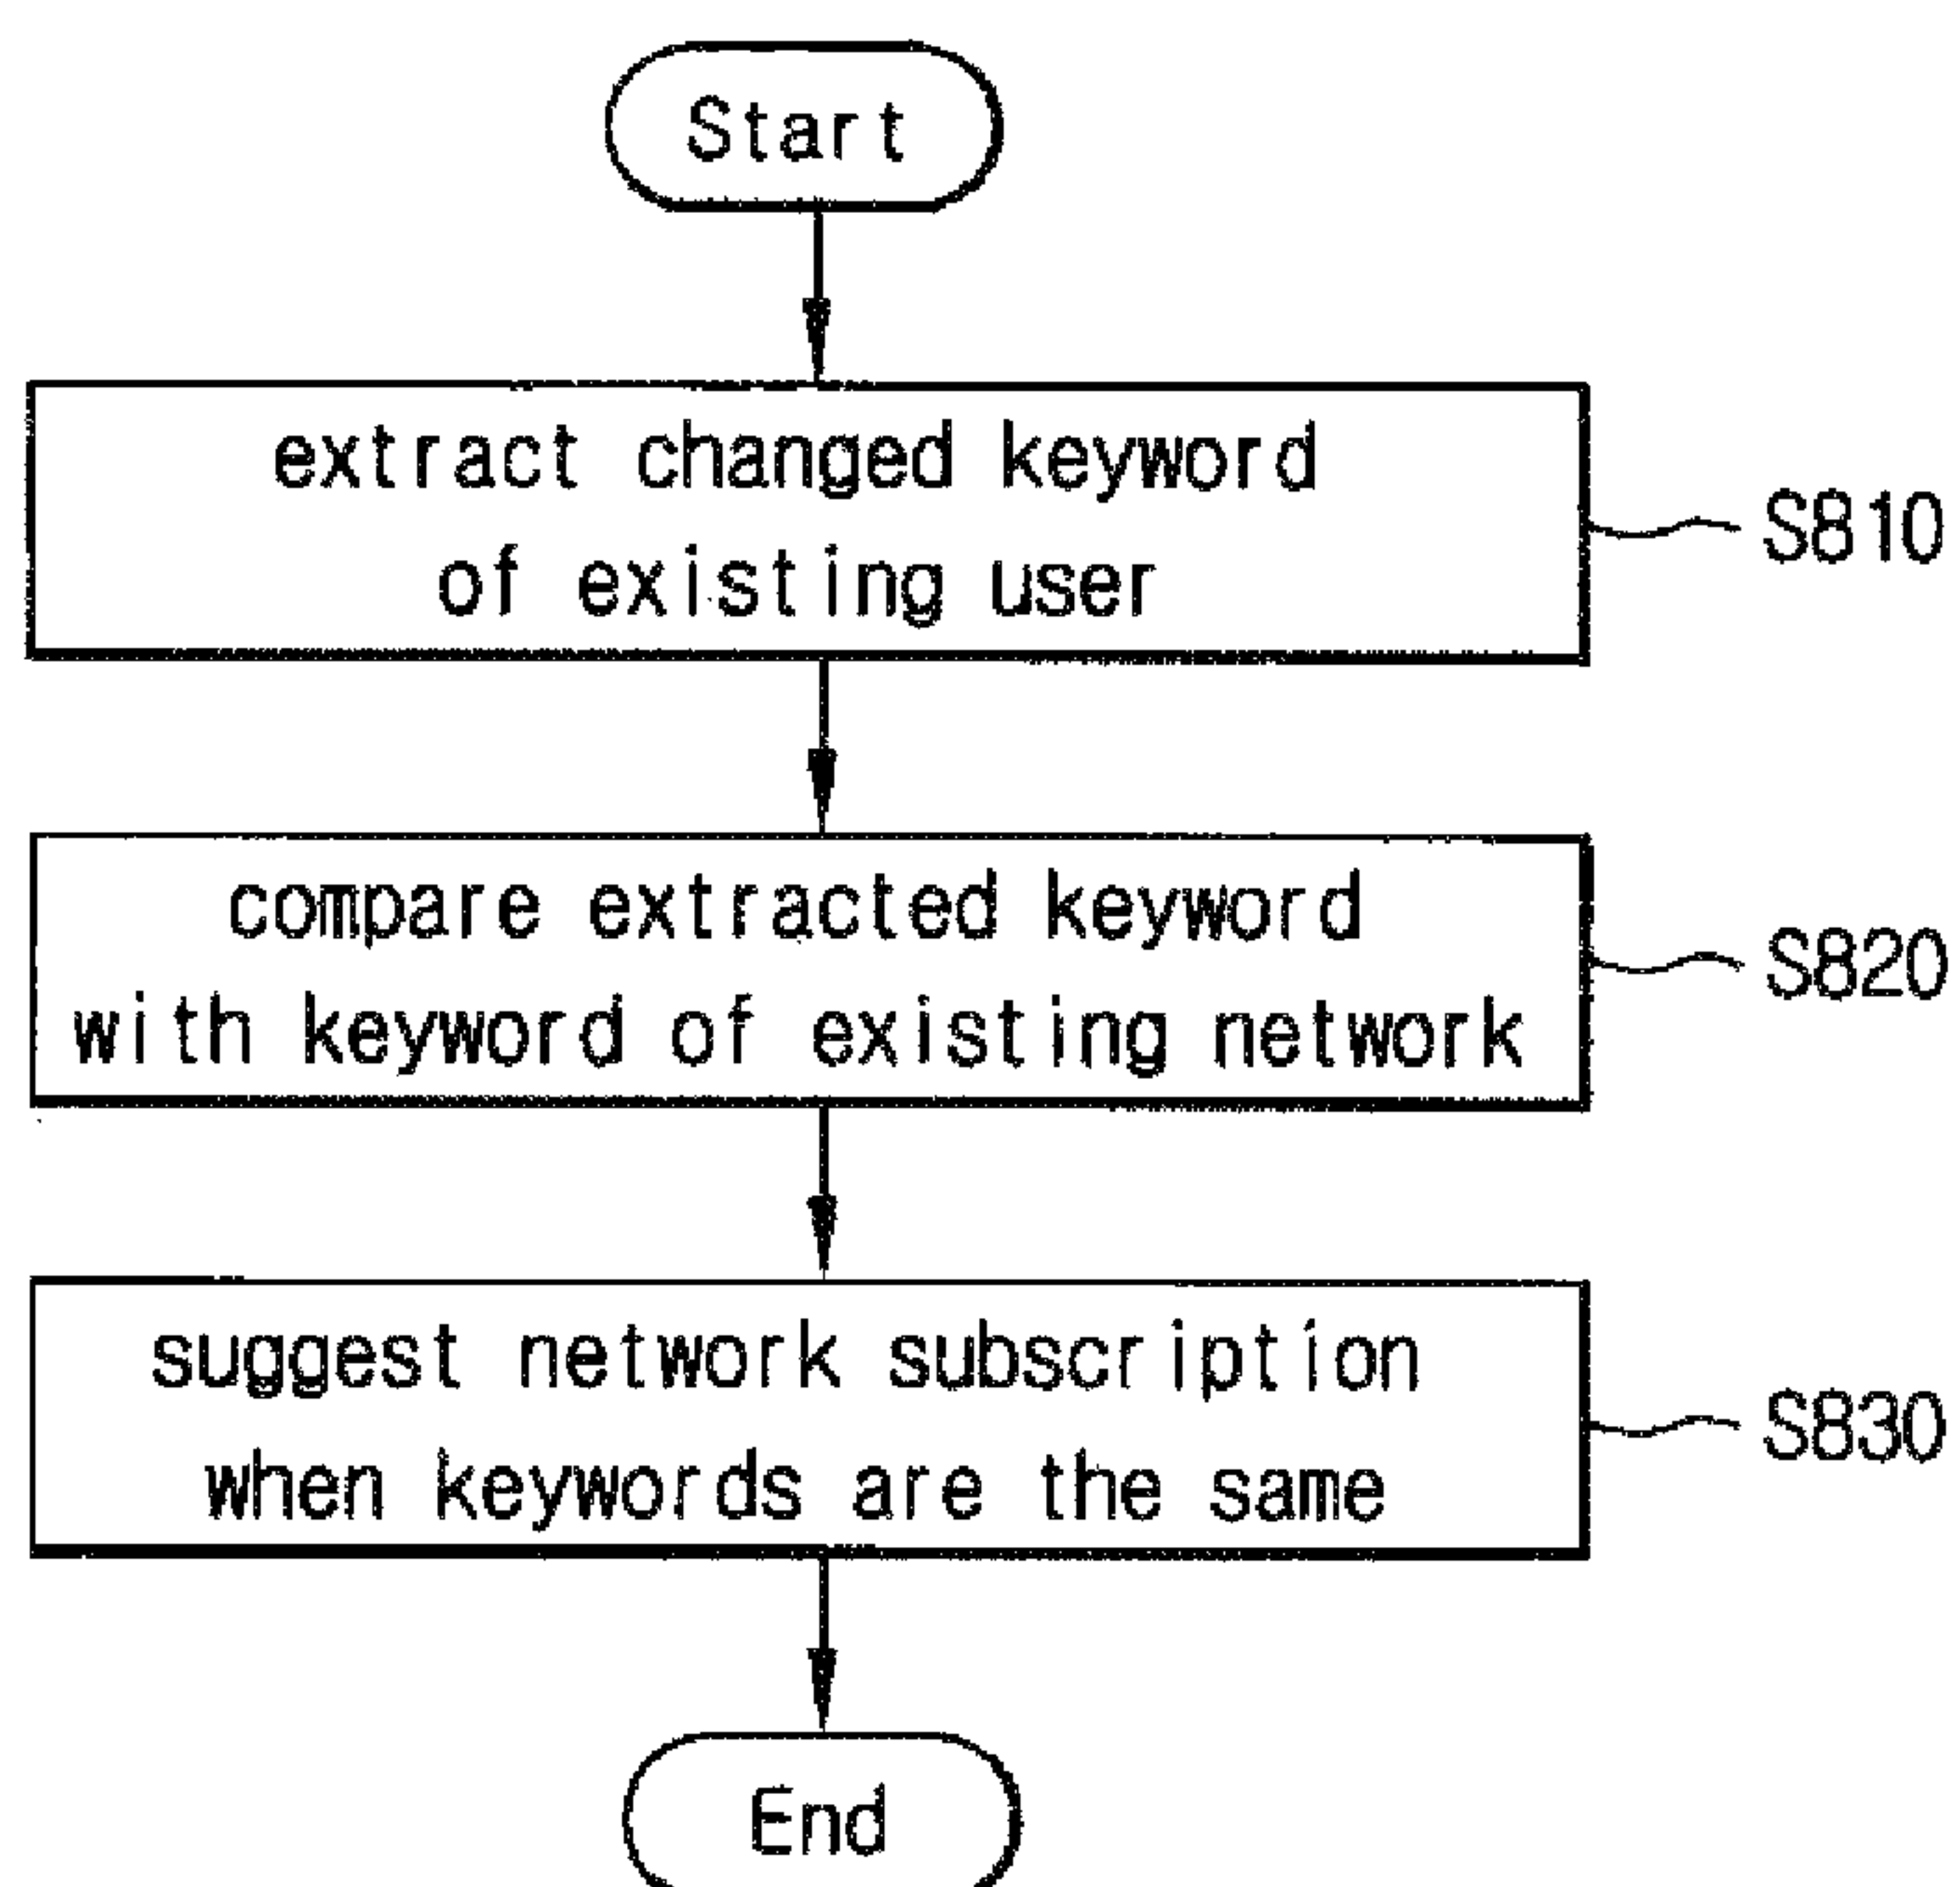 Start
extract changed keyword
of existing user
S810
compare extracted keyword
with keyword of existing network
S820
suggest network subscription
when keywords are the same
S830
End